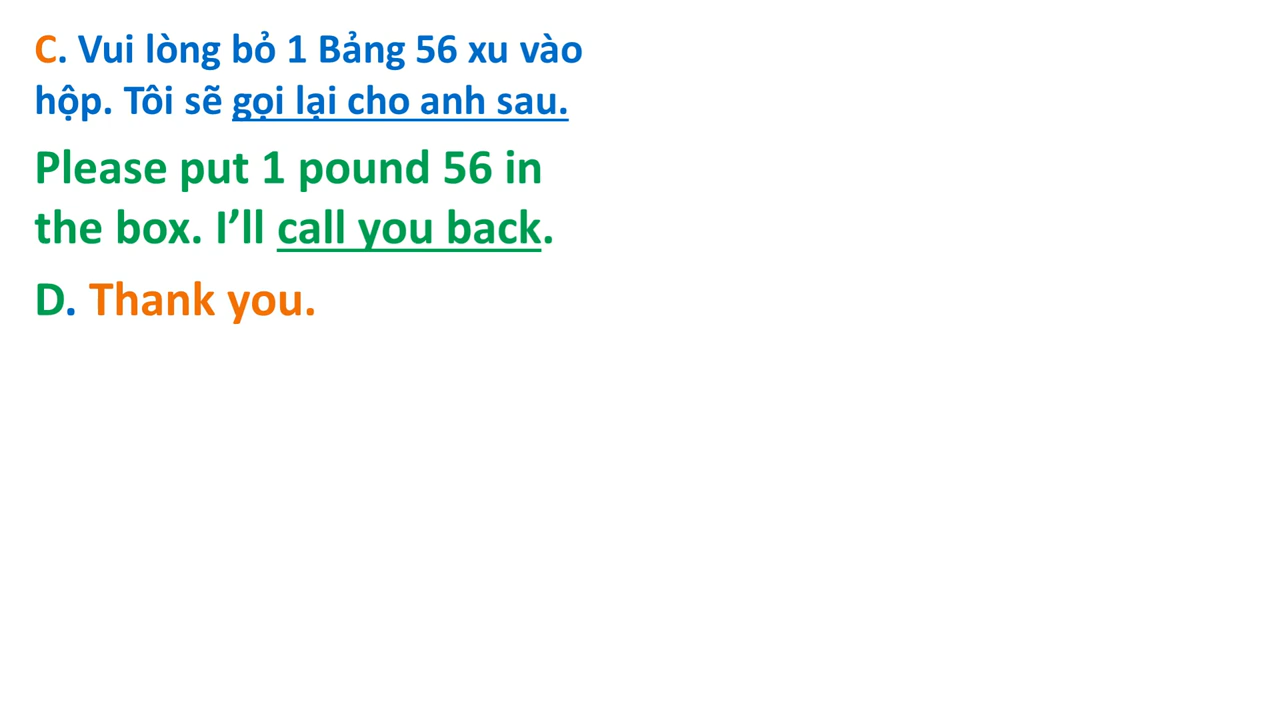 C. Vui lòng bỏ 1 Bảng 56 xu vào
hộp. Tôi sẽ gọi lại cho anh sau.
Please put 1 pound 56 in
the box. I’ll call you back.
D. Thank you.